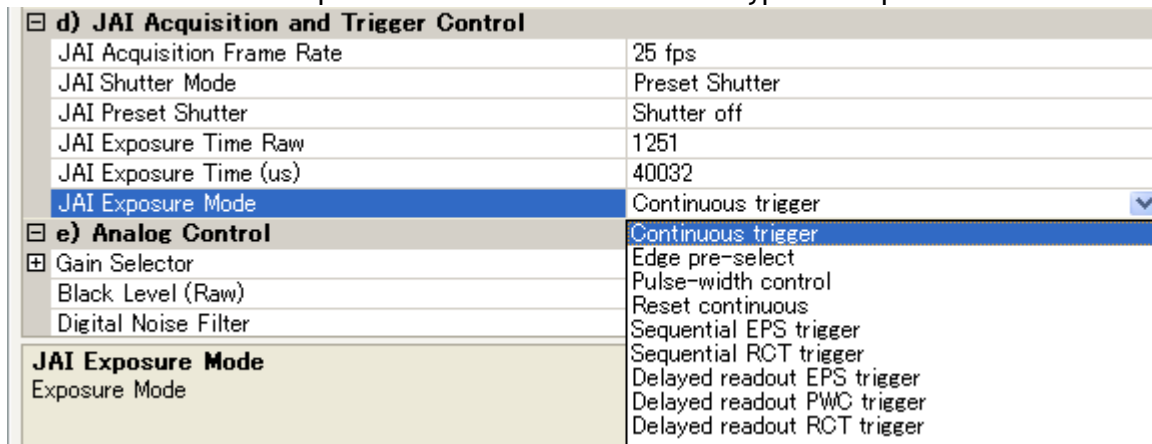 d) JAI Acquisition and Trigger Control
JAI Acquisition Frame Rate 25 fps
JAI Shutter Mode Preset Shutter
JAI Preset Shutter Shutter off
JAI Exposure Time Raw 1251
JAI Exposure Time (us) 40032
JAI Exposure Mode Continuous trigger
e) Analog Control
Gain Selector
Black Level (Raw)
Digital Noise Filter
Continuous trigger
Edge pre-select
Pulse-width control
Reset continuous
Sequential EPS trigger
Sequential RCT trigger
Delayed readout EPS trigger
Delayed readout PWC trigger
Delayed readout RCT trigger
JAI Exposure Mode
Exposure Mode